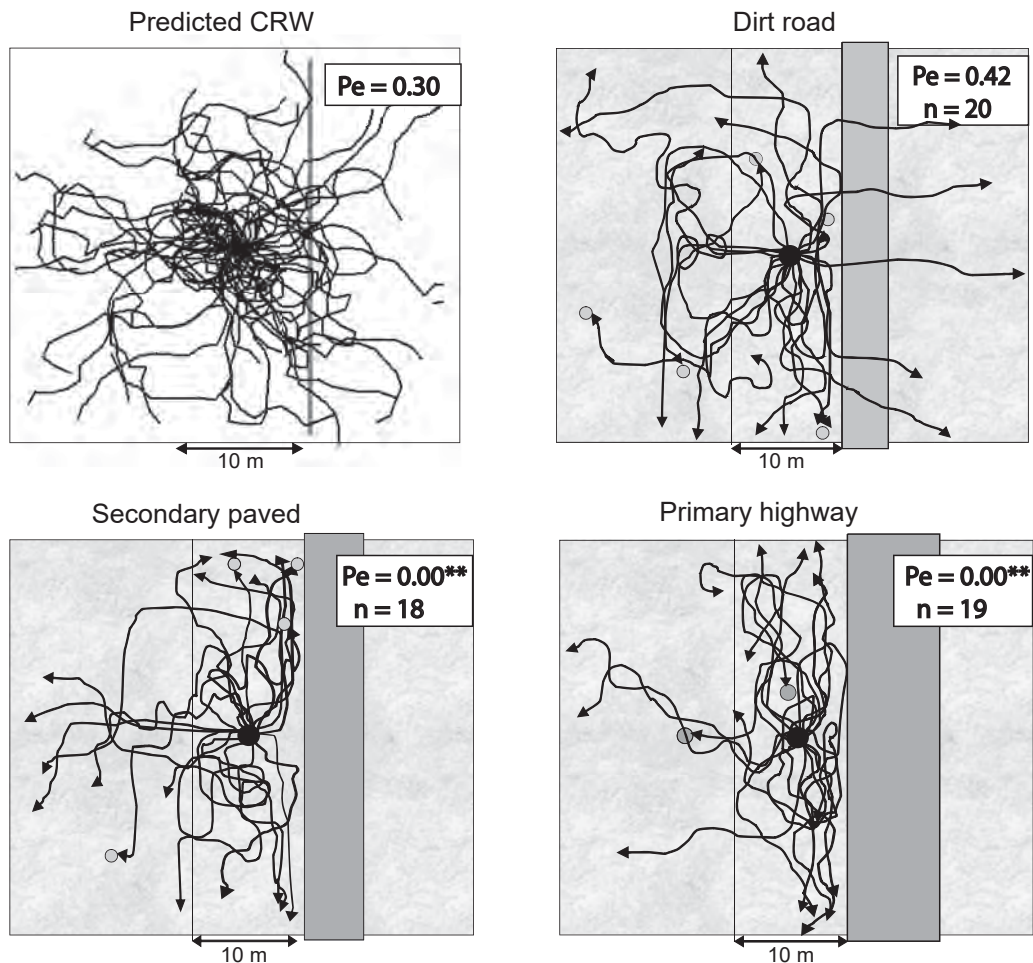 Predicted CRW
Pe = 0.30
10 m
Dirt road
Pe = 0.42
n = 20
10 m
Secondary paved
Pe = 0.00**
n = 18
10 m
Primary highway
Pe = 0.00**
n = 19
10 m